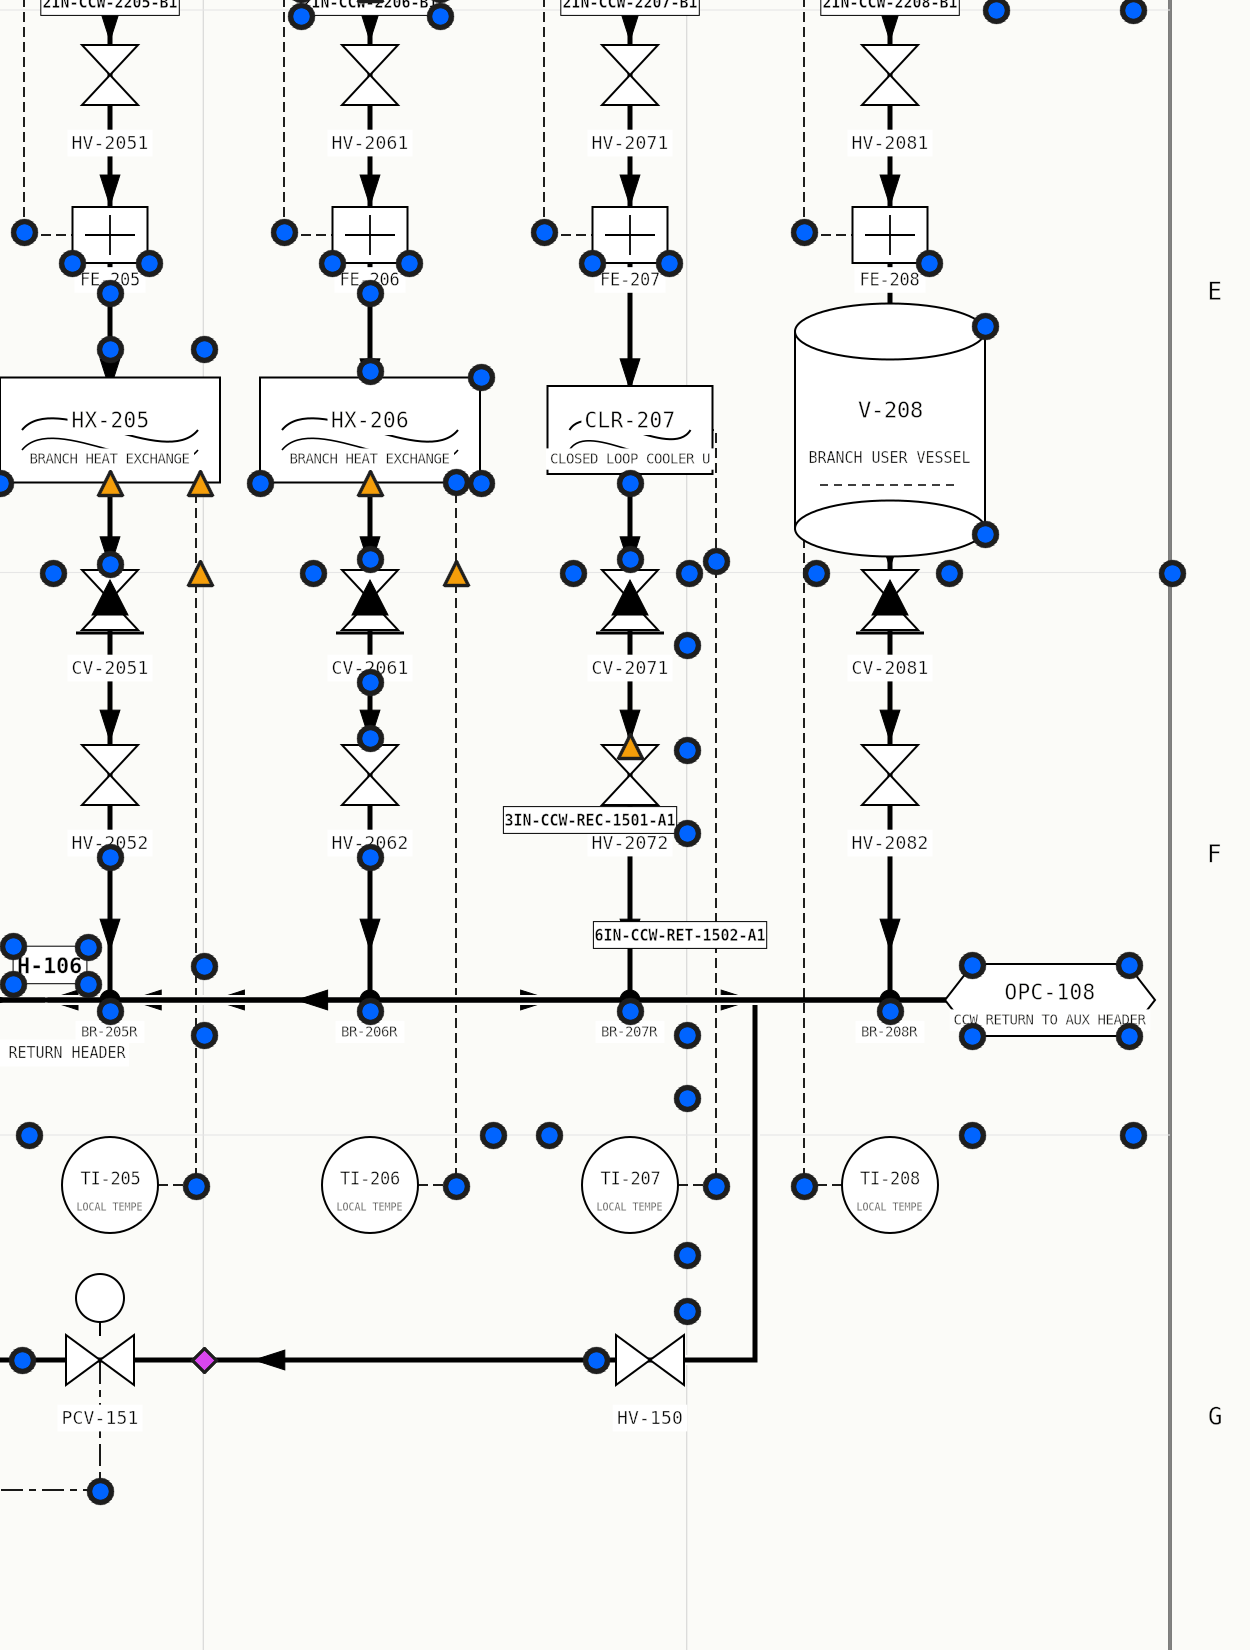 2IN-CCW-2205-B1
2IN-CCW-2206-B1
2IN-CCW-2207-B1
2IN-CCW-2208-B1
HV-2051
HV-2061
HV-2071
HV-2081
FE-205
FE-206
FE-207
FE-208
E
HX-205
BRANCH HEAT EXCHANGE
HX-206
BRANCH HEAT EXCHANGE
CLR-207
CLOSED LOOP COOLER U
V-208
BRANCH USER VESSEL
CV-2051
CV-2061
CV-2071
CV-2081
3IN-CCW-REC-1501-A1
HV-2052
HV-2062
HV-2072
HV-2082
F
6IN-CCW-RET-1502-A1
H-106
OPC-108
CCW RETURN TO AUX HEADER
BR-205R
BR-206R
BR-207R
BR-208R
RETURN HEADER
TI-205
LOCAL TEMPE
TI-206
LOCAL TEMPE
TI-207
LOCAL TEMPE
TI-208
LOCAL TEMPE
PCV-151
HV-150
G